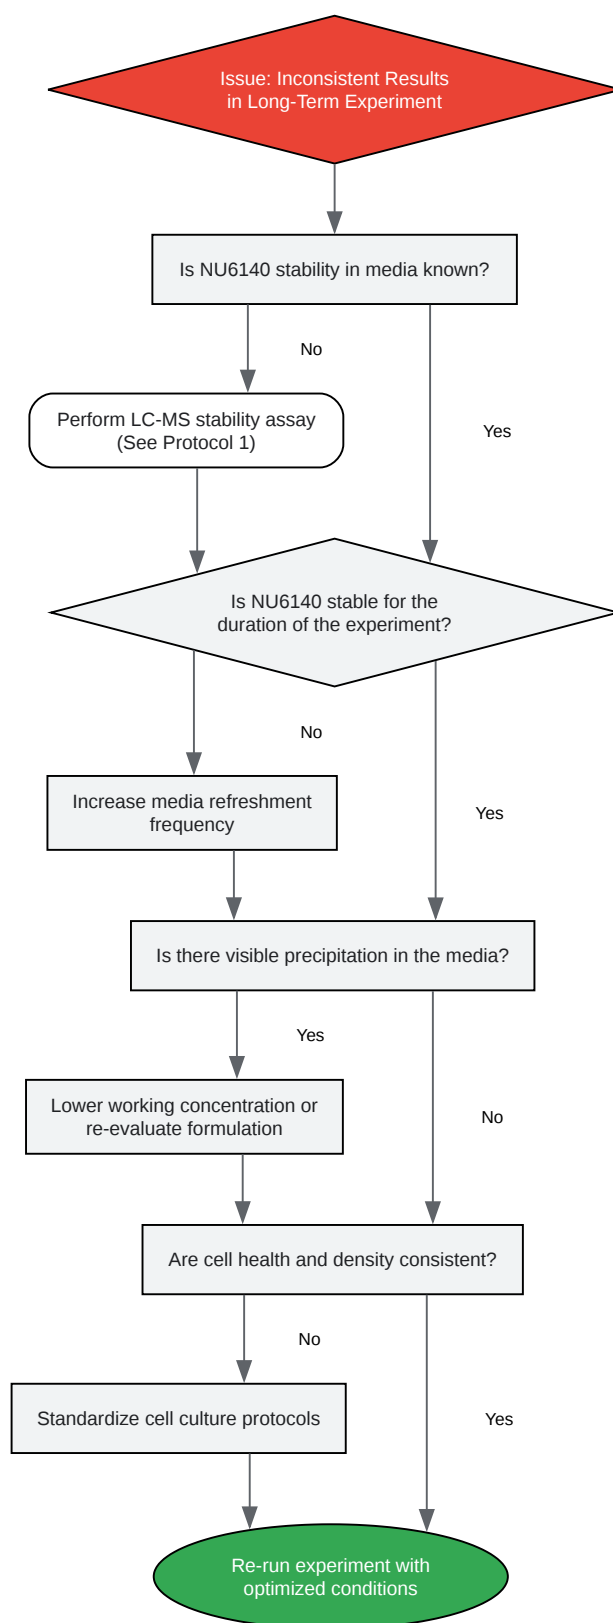 Issue: Inconsistent Results
in Long-Term Experiment
Is NU6140 stability in media known?
No
Perform LC-MS stability assay
(See Protocol 1)
Yes
Is NU6140 stable for the
duration of the experiment?
No
Increase media refreshment
frequency
Yes
Is there visible precipitation in the media?
Yes
Lower working concentration or
re-evaluate formulation
No
Are cell health and density consistent?
No
Standardize cell culture protocols
Yes
Re-run experiment with
optimized conditions